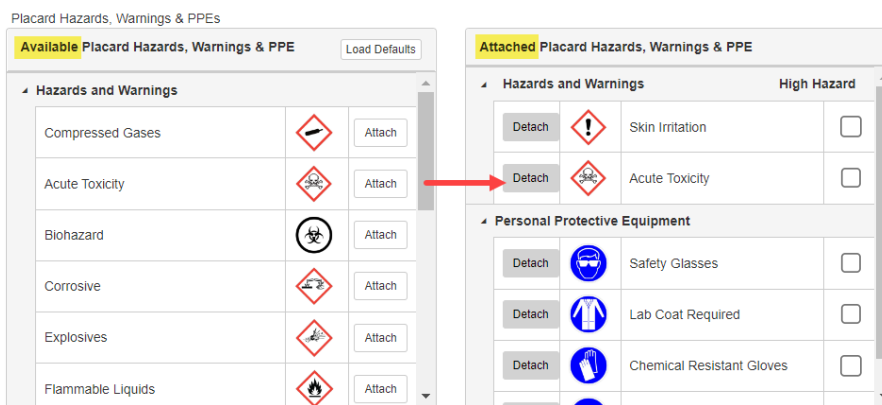 Placard Hazards, Warnings & PPEs
Available Placard Hazards, Warnings & PPE
Load Defaults
Hazards and Warnings
Compressed Gases Attach
Acute Toxicity Attach
Biohazard Attach
Corrosive Attach
Explosives Attach
Flammable Liquids Attach
Attached Placard Hazards, Warnings & PPE
Hazards and Warnings High Hazard
Detach Skin Irritation
Detach Acute Toxicity
Personal Protective Equipment
Detach Safety Glasses
Detach Lab Coat Required
Detach Chemical Resistant Gloves